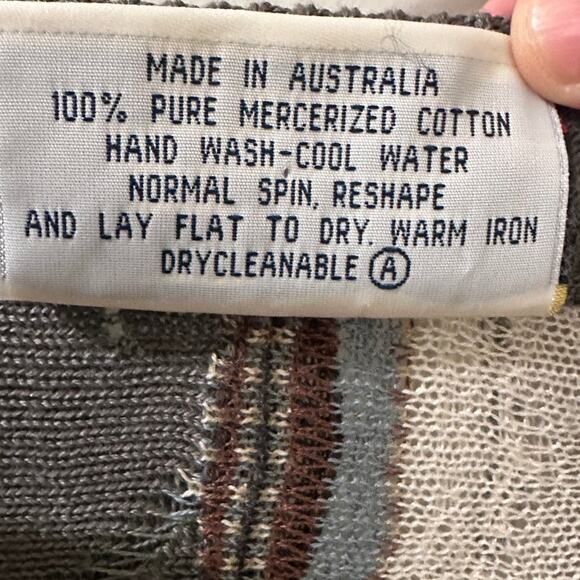 MADE IN AUSTRALIA
100% PURE MERCERIZED COTTON
HAND WASH-COOL WATER
NORMAL SPIN, RESHAPE
AND LAY FLAT TO DRY. WARM IRON
DRYCLEANABLE Ⓐ